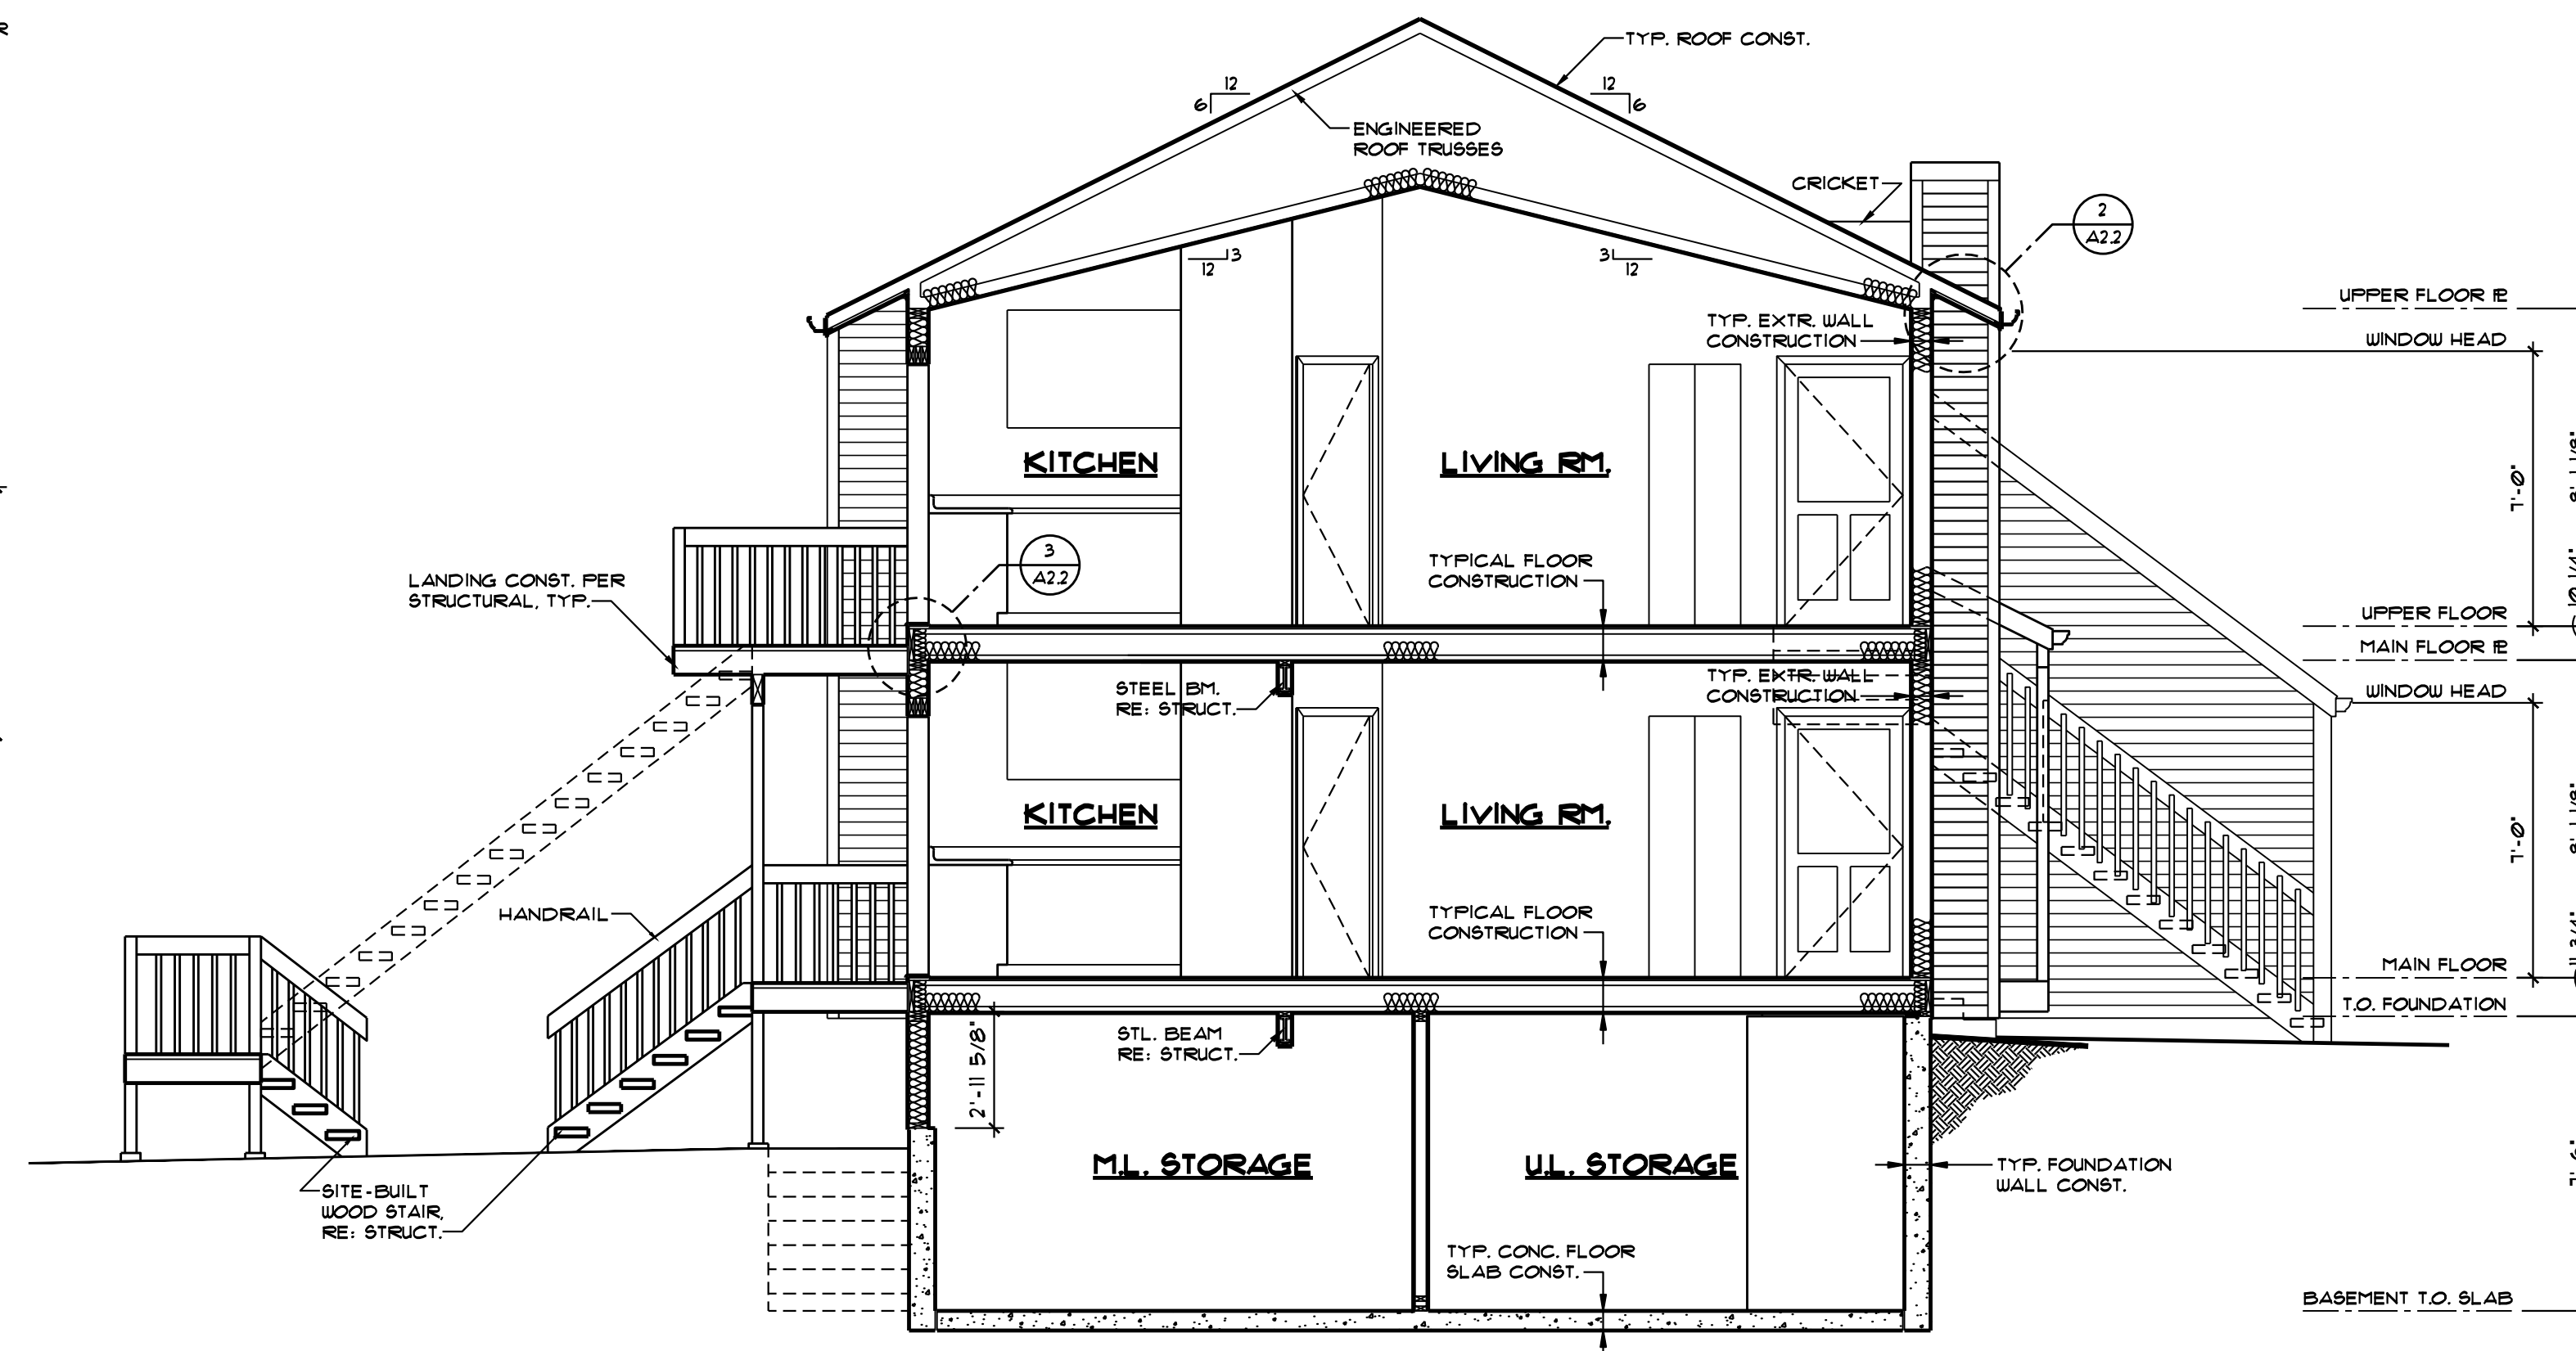 TYP. ROOF CONST.
12
6
12
6
ENGINEERED
ROOF TRUSSES
CRICKET
2
A2.2
3
12
3
12
UPPER FLOOR PL
TYP. EXTR. WALL
CONSTRUCTION
WINDOW HEAD
KITCHEN
LIVING RM.
7'-0"
3
A2.2
TYPICAL FLOOR
CONSTRUCTION
LANDING CONST. PER
STRUCTURAL, TYP.
UPPER FLOOR
MAIN FLOOR PL
STEEL BM.
RE: STRUCT.
TYP. EXTR. WALL
CONSTRUCTION
WINDOW HEAD
KITCHEN
LIVING RM.
7'-0"
HANDRAIL
TYPICAL FLOOR
CONSTRUCTION
MAIN FLOOR
T.O. FOUNDATION
STL. BEAM
RE: STRUCT.
2'-11 5/8"
M.L. STORAGE
U.L. STORAGE
TYP. FOUNDATION
WALL CONST.
SITE-BUILT
WOOD STAIR,
RE: STRUCT.
TYP. CONC. FLOOR
SLAB CONST.
BASEMENT T.O. SLAB